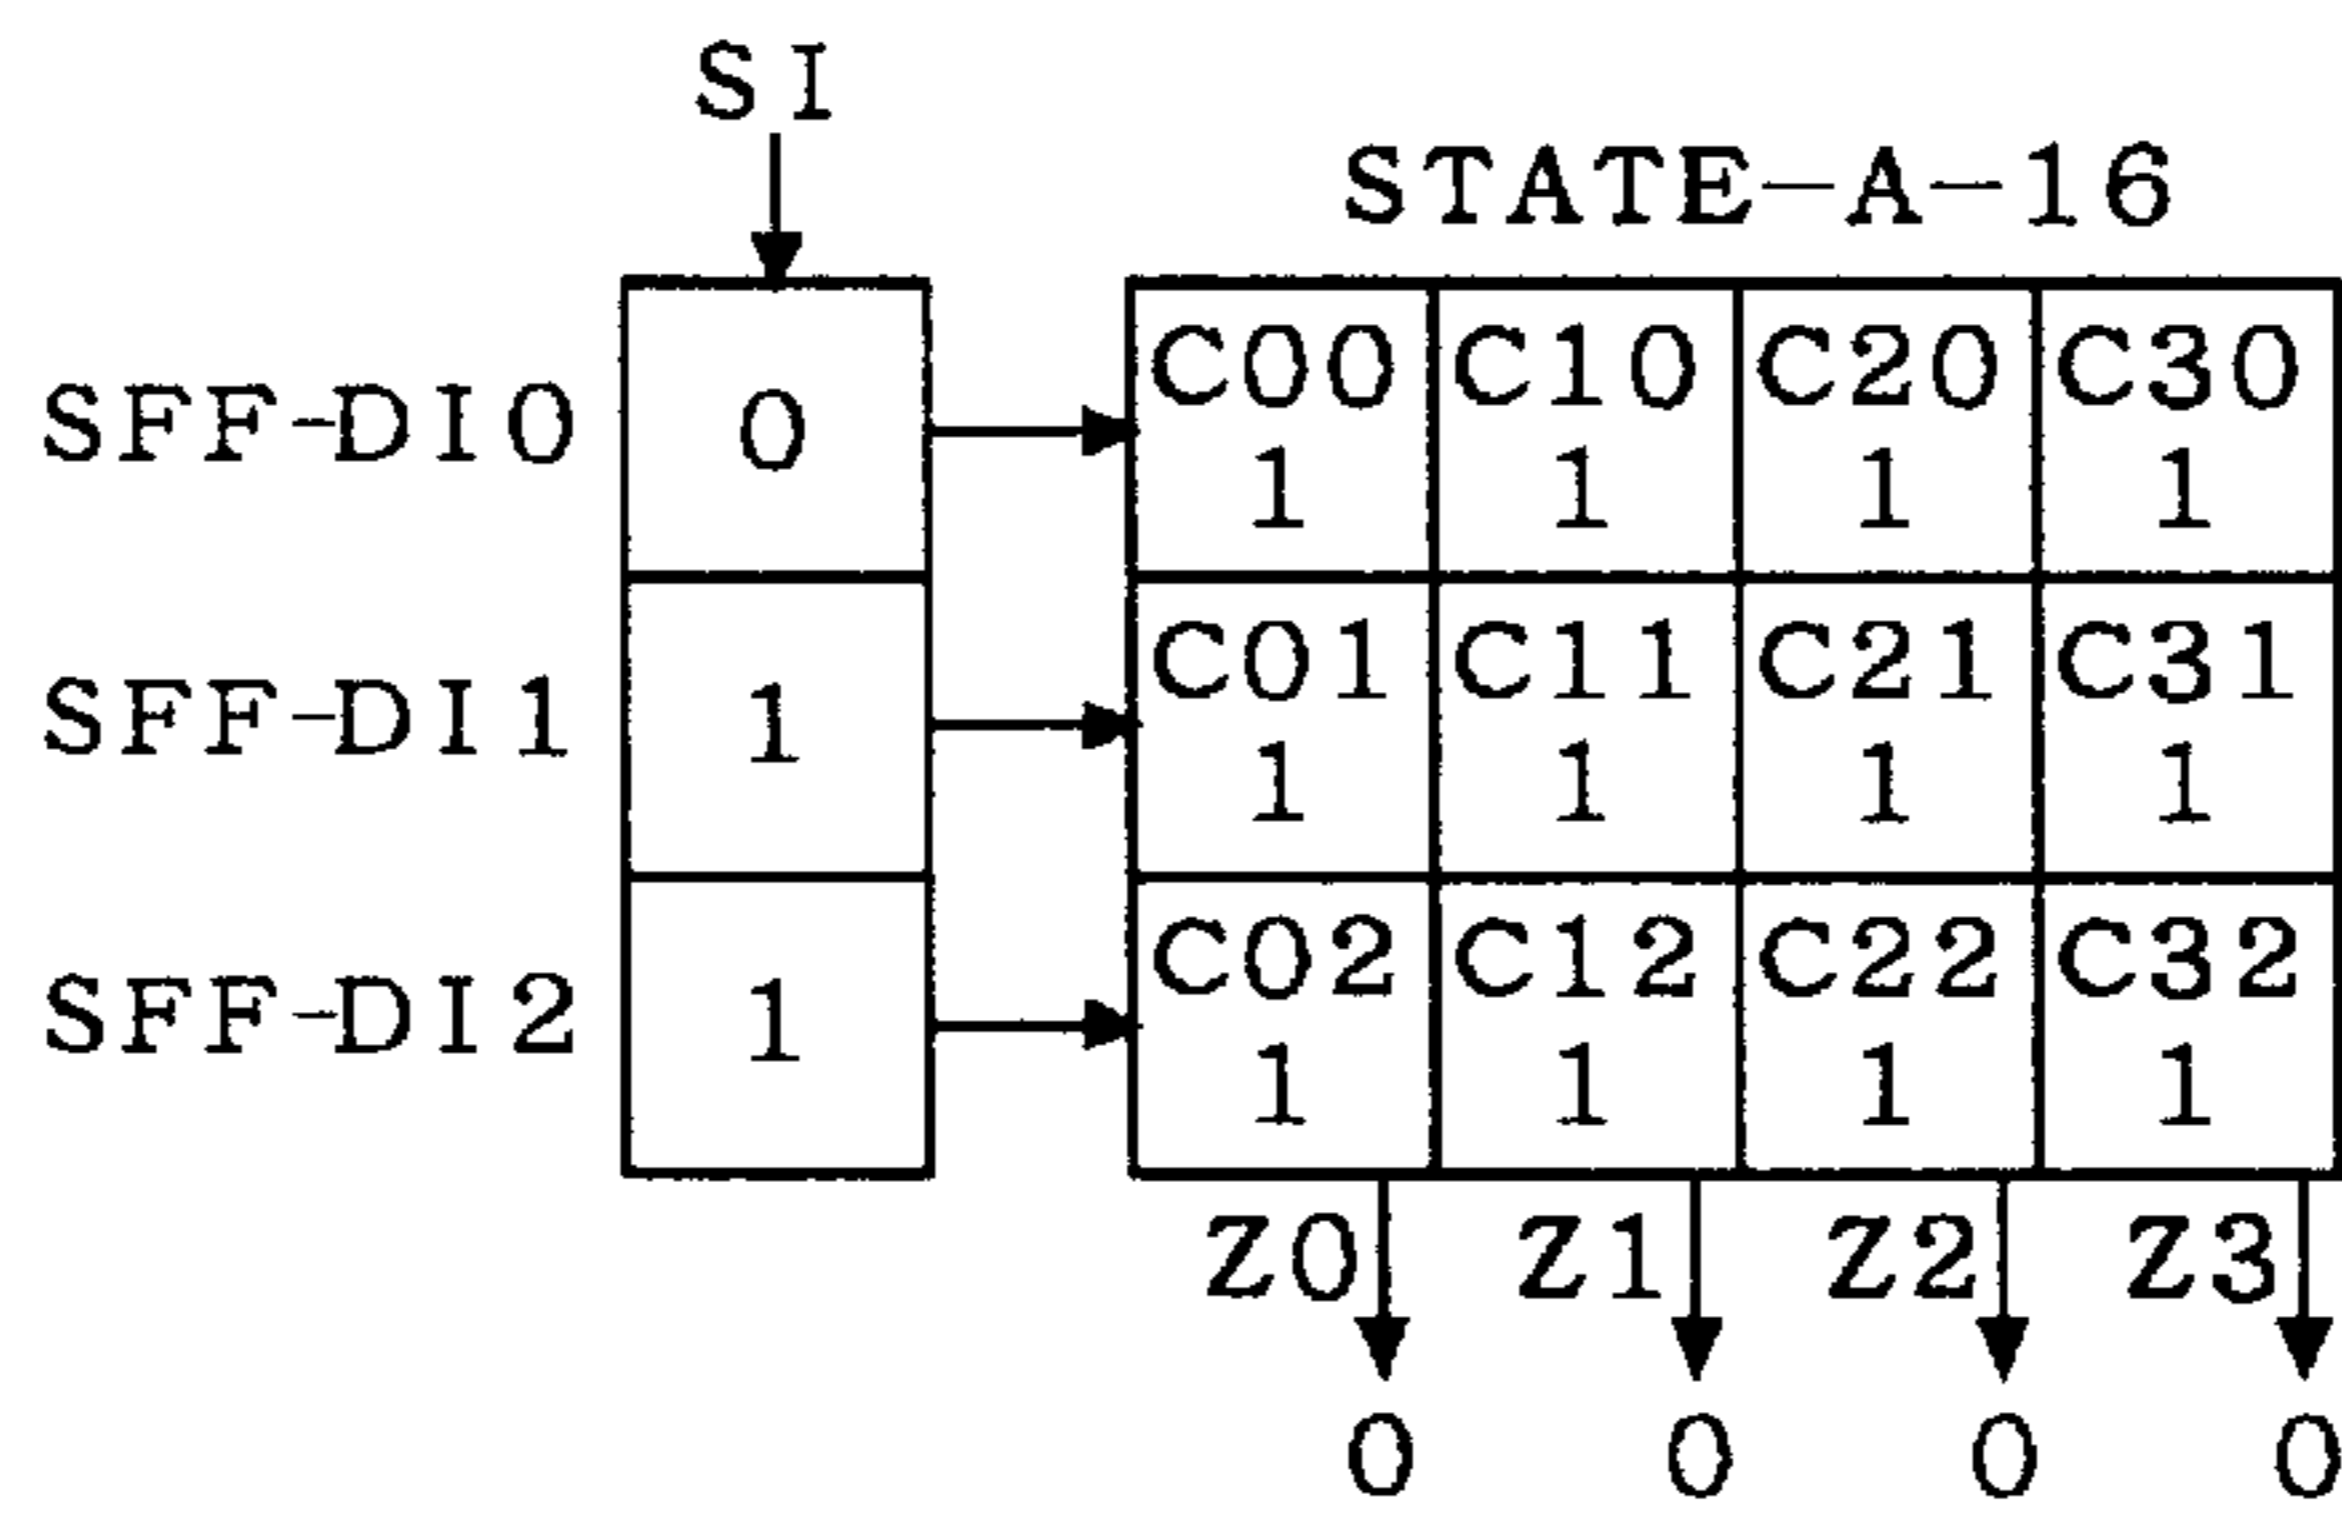 SI
STATE-A-16
C00 C10 C20 C30
SFF-DI0 0
1 1 1 1
C01 C11 C21 C31
SFF-DI1 1
1 1 1 1
C02 C12 C22 C32
SFF-DI2 1
1 1 1 1
Z0 Z1 Z2 Z3
0 0 0 0